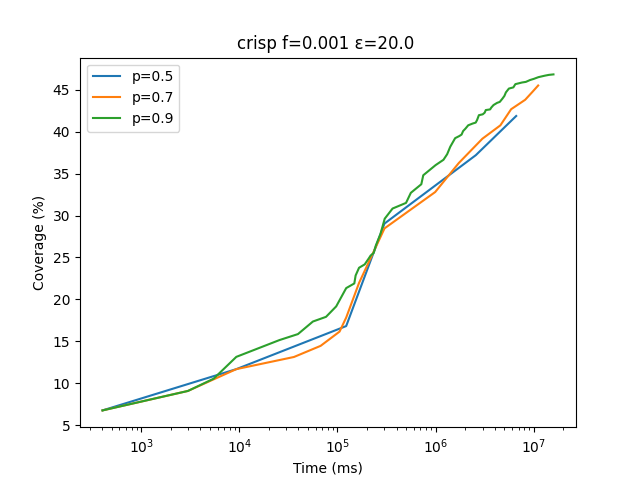 crisp f=0.001 ε=20.0
p=0.5
p=0.7
p=0.9
45
40
35
30
25
20
15
10
5
Coverage (%)
10³ 10⁴ 10⁵ 10⁶ 10⁷
Time (ms)